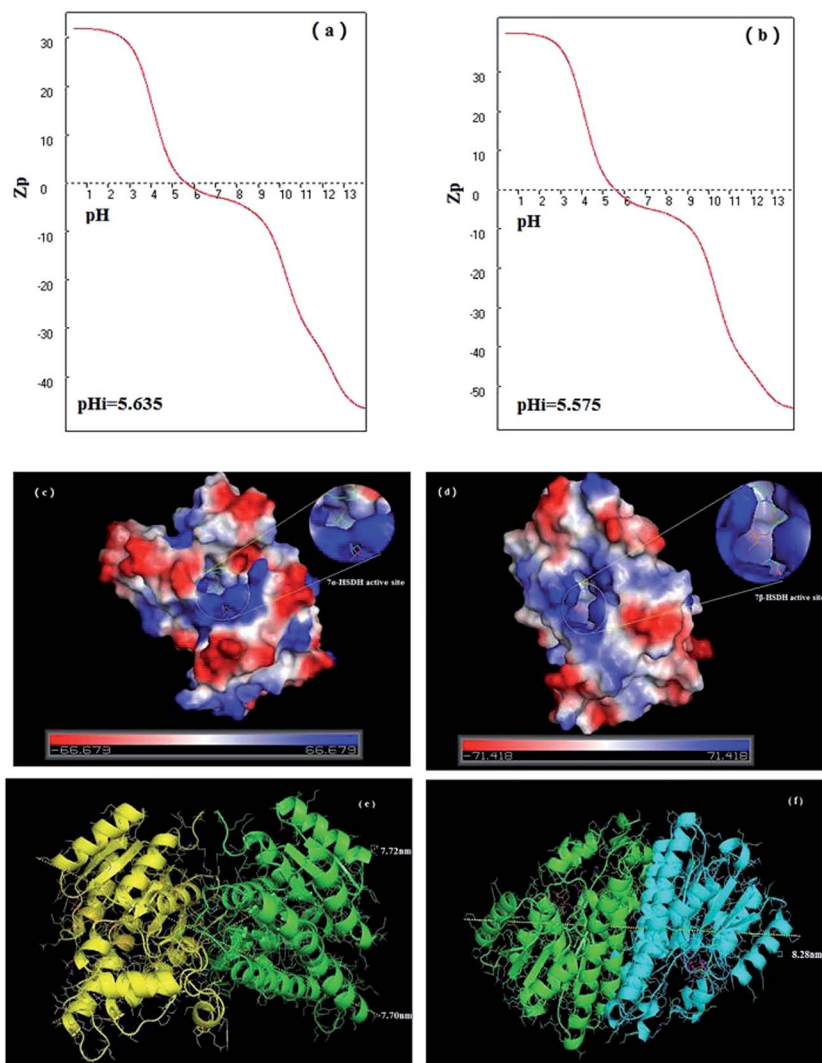 ( a )
30
20
10
0
-10
-20
-30
-40
Zp
1 2 3 4 5 6 7 8 9 10 11 12 13
pH
pHi=5.635
( b )
30
20
10
0
-10
-20
-30
-40
-50
Zp
1 2 3 4 5 6 7 8 9 10 11 12 13
pH
pHi=5.575
( c )
7α-HSDH active site
-66.679 66.679
( d )
7β-HSDH active site
-71.418 71.418
( e )
7.72nm
7.70nm
( f )
8.28nm